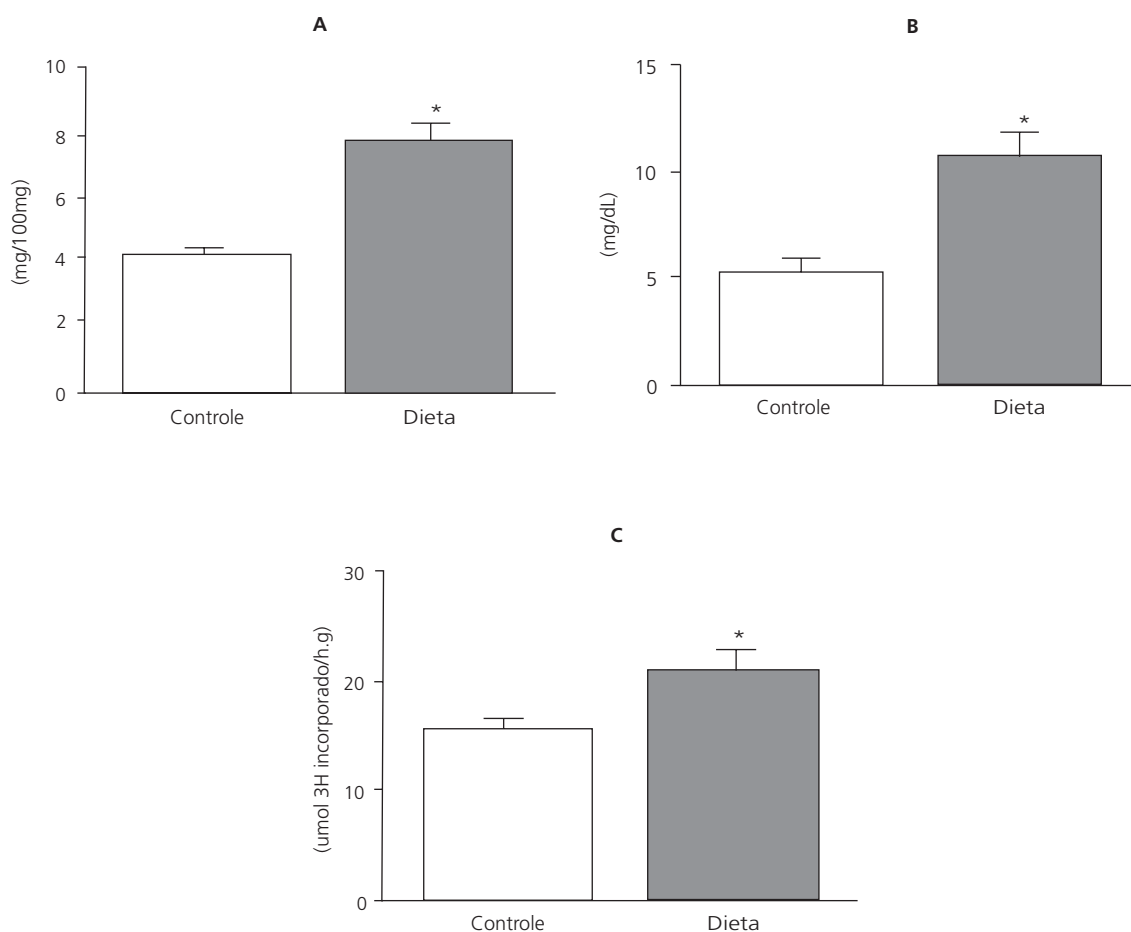 A
10
8
6
4
2
0
(mg/100mg)
*
Controle
Dieta
B
15
10
5
0
(mg/dL)
*
Controle
Dieta
C
30
20
10
0
(umol 3H incorporado/h.g)
*
Controle
Dieta